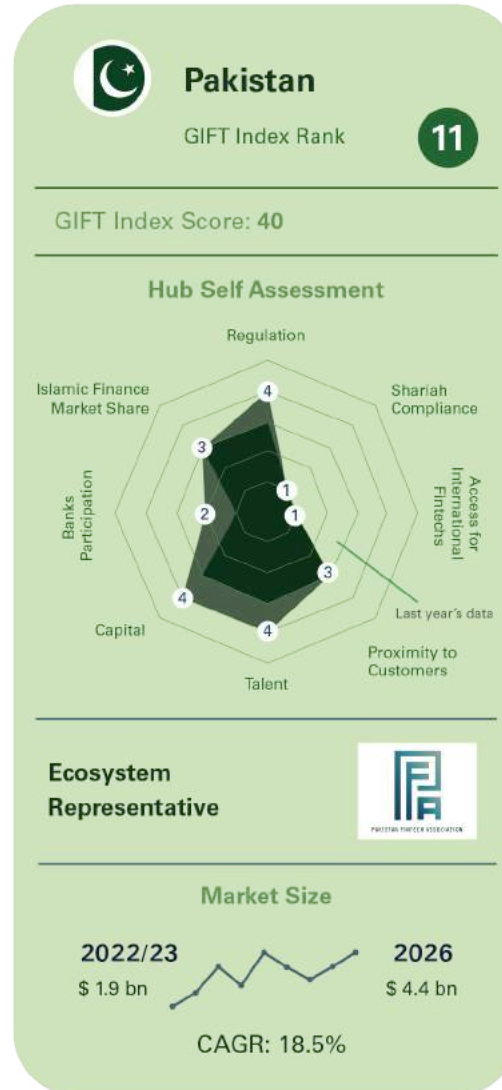 Pakistan
GIFT Index Rank
11
GIFT Index Score: 40
Hub Self Assessment
Regulation
Islamic Finance
Market Share
Shariah
Compliance
4
3
1
Banks
Participation
2
1
Access for
International
Fintechs
4
3
Last year's data
Capital
4
Proximity to
Customers
Talent
Ecosystem
Representative
PAKISTAN FINTECH ASSOCIATION
Market Size
2022/23
2026
$ 1.9 bn
$ 4.4 bn
CAGR: 18.5%